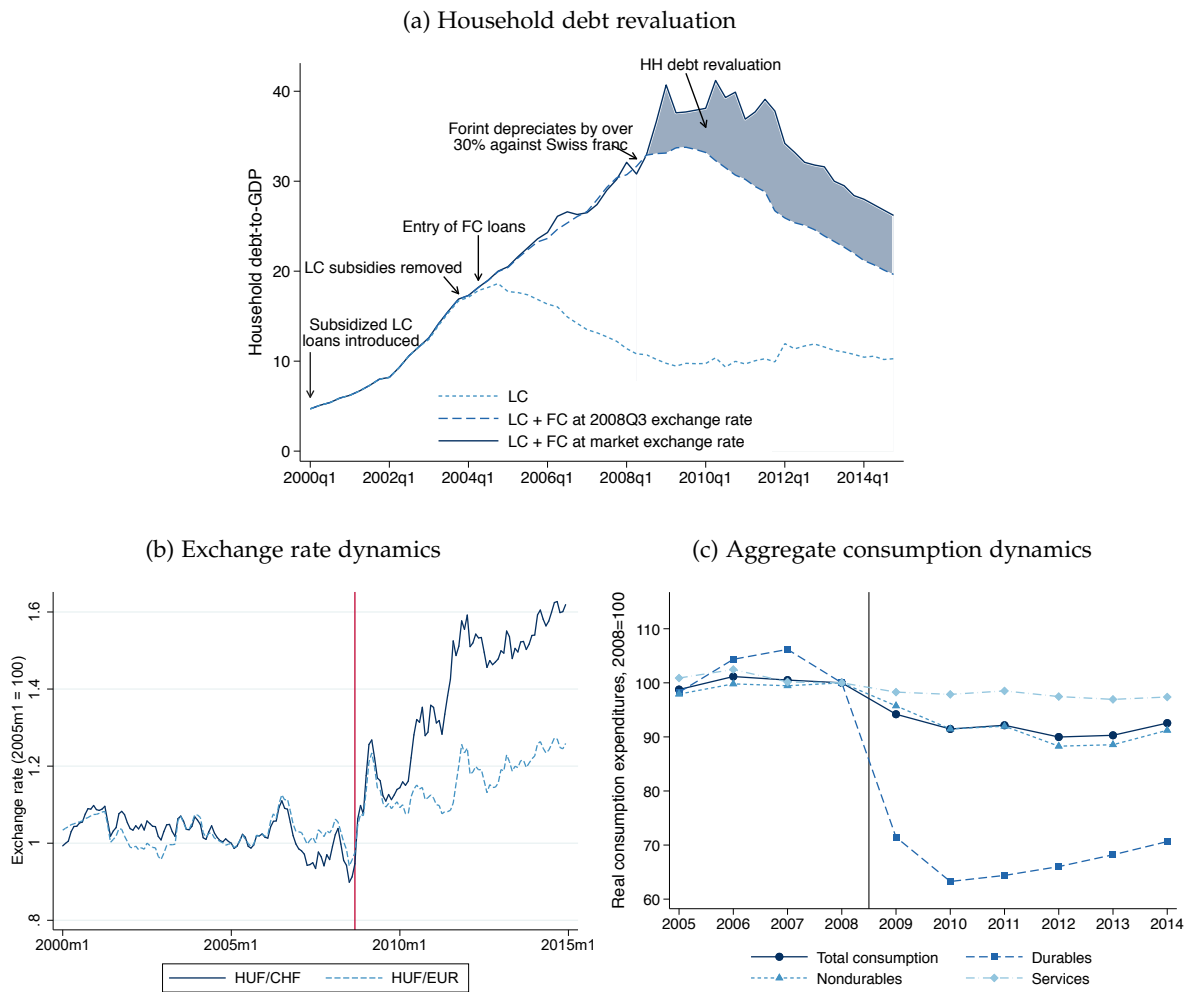 (a) Household debt revaluation
HH debt revaluation
Forint depreciates by over
30% against Swiss franc
Entry of FC loans
LC subsidies removed
Subsidized LC
loans introduced
Household debt-to-GDP
40
30
20
10
0
LC
LC + FC at 2008Q3 exchange rate
LC + FC at market exchange rate
2000q1 2002q1 2004q1 2006q1 2008q1 2010q1 2012q1 2014q1
(b) Exchange rate dynamics
Exchange rate (2005m1 = 100)
1.6
1.4
1.2
1
.8
2000m1 2005m1 2010m1 2015m1
HUF/CHF HUF/EUR
(c) Aggregate consumption dynamics
Real consumption expenditures, 2008=100
110
100
90
80
70
60
2005 2006 2007 2008 2009 2010 2011 2012 2013 2014
Total consumption Durables
Nondurables Services